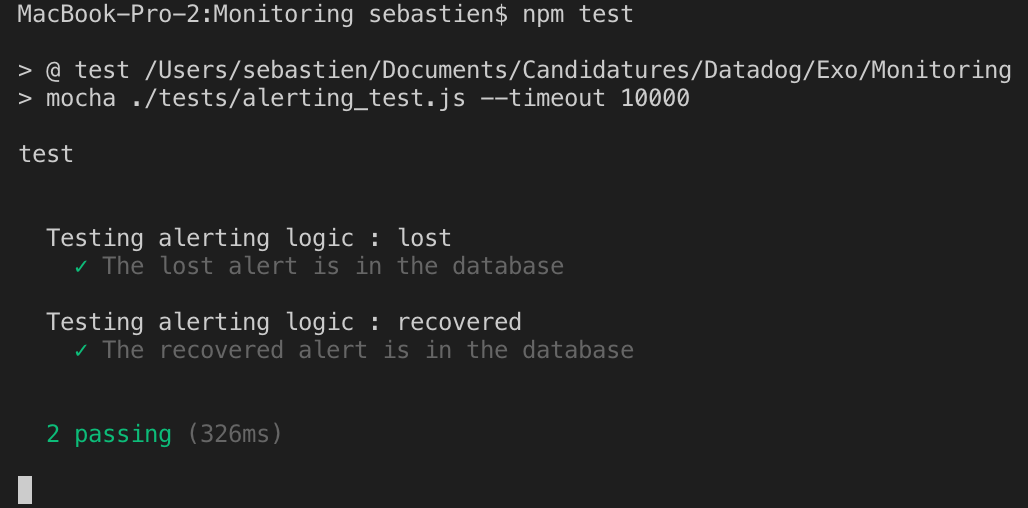 MacBook-Pro-2:Monitoring sebastien$ npm test
> @ test /Users/sebastien/Documents/Candidatures/Datadog/Exo/Monitoring
> mocha ./tests/alerting_test.js --timeout 10000
test
Testing alerting logic : lost
✓ The lost alert is in the database
Testing alerting logic : recovered
✓ The recovered alert is in the database
2 passing (326ms)